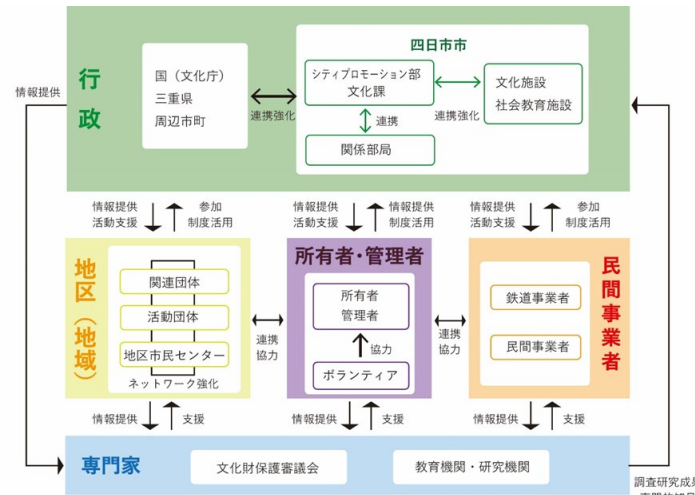 行
政
情報提供
国（文化庁）
三重県
周辺市町
連携強化
四日市市
シティプロモーション部
文化課
連携
関係部局
連携強化
文化施設
社会教育施設
情報提供
活動支援
参加
制度活用
情報提供
活動支援
情報提供
制度活用
情報提供
活動支援
参加
制度活用
地区（地域）
関連団体
活動団体
地区市民センター
ネットワーク強化
連携
協力
所有者・管理者
所有者
管理者
協力
ボランティア
連携
協力
民間事業者
鉄道事業者
民間事業者
情報提供
支援
情報提供
支援
情報提供
支援
専門家
文化財保護審議会
教育機関・研究機関
調査研究成